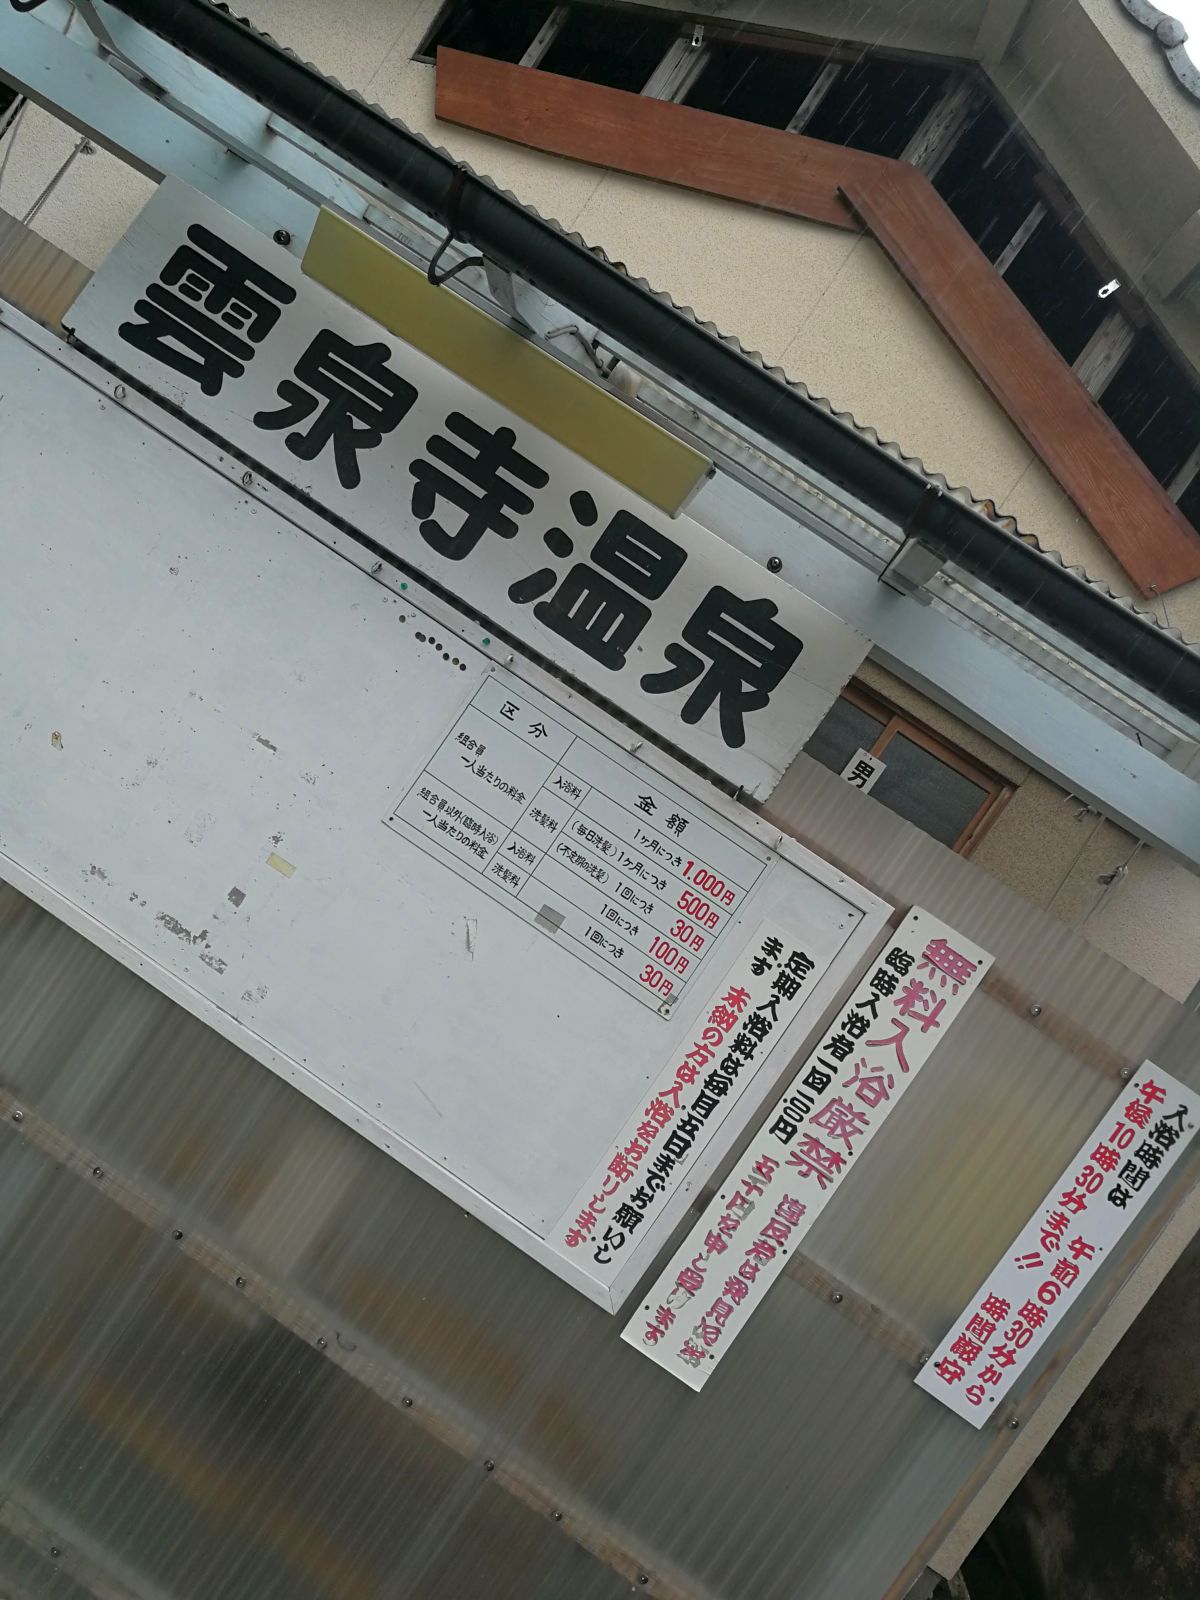 雲泉寺温泉
男
区分
金額
組合員
一人当たりの料金
入浴料
1ヶ月につき 1.000円
洗髪料
(毎日洗髪)1ヶ月につき 500円
(不定期の洗髪) 1回につき 30円
組合員以外(臨時入浴)
一人当たりの料金
入浴料
1回につき 100円
洗髪料
1回につき 30円
定期入浴料は毎月五日までお願いし
ます 未納の方は入浴をお断りします
無料入浴厳禁 違反者は発見次第
臨時入浴者一回一〇〇円 五千円を申し受けます
入浴時間は 午前6時30分から
午後10時30分まで!! 時間厳守